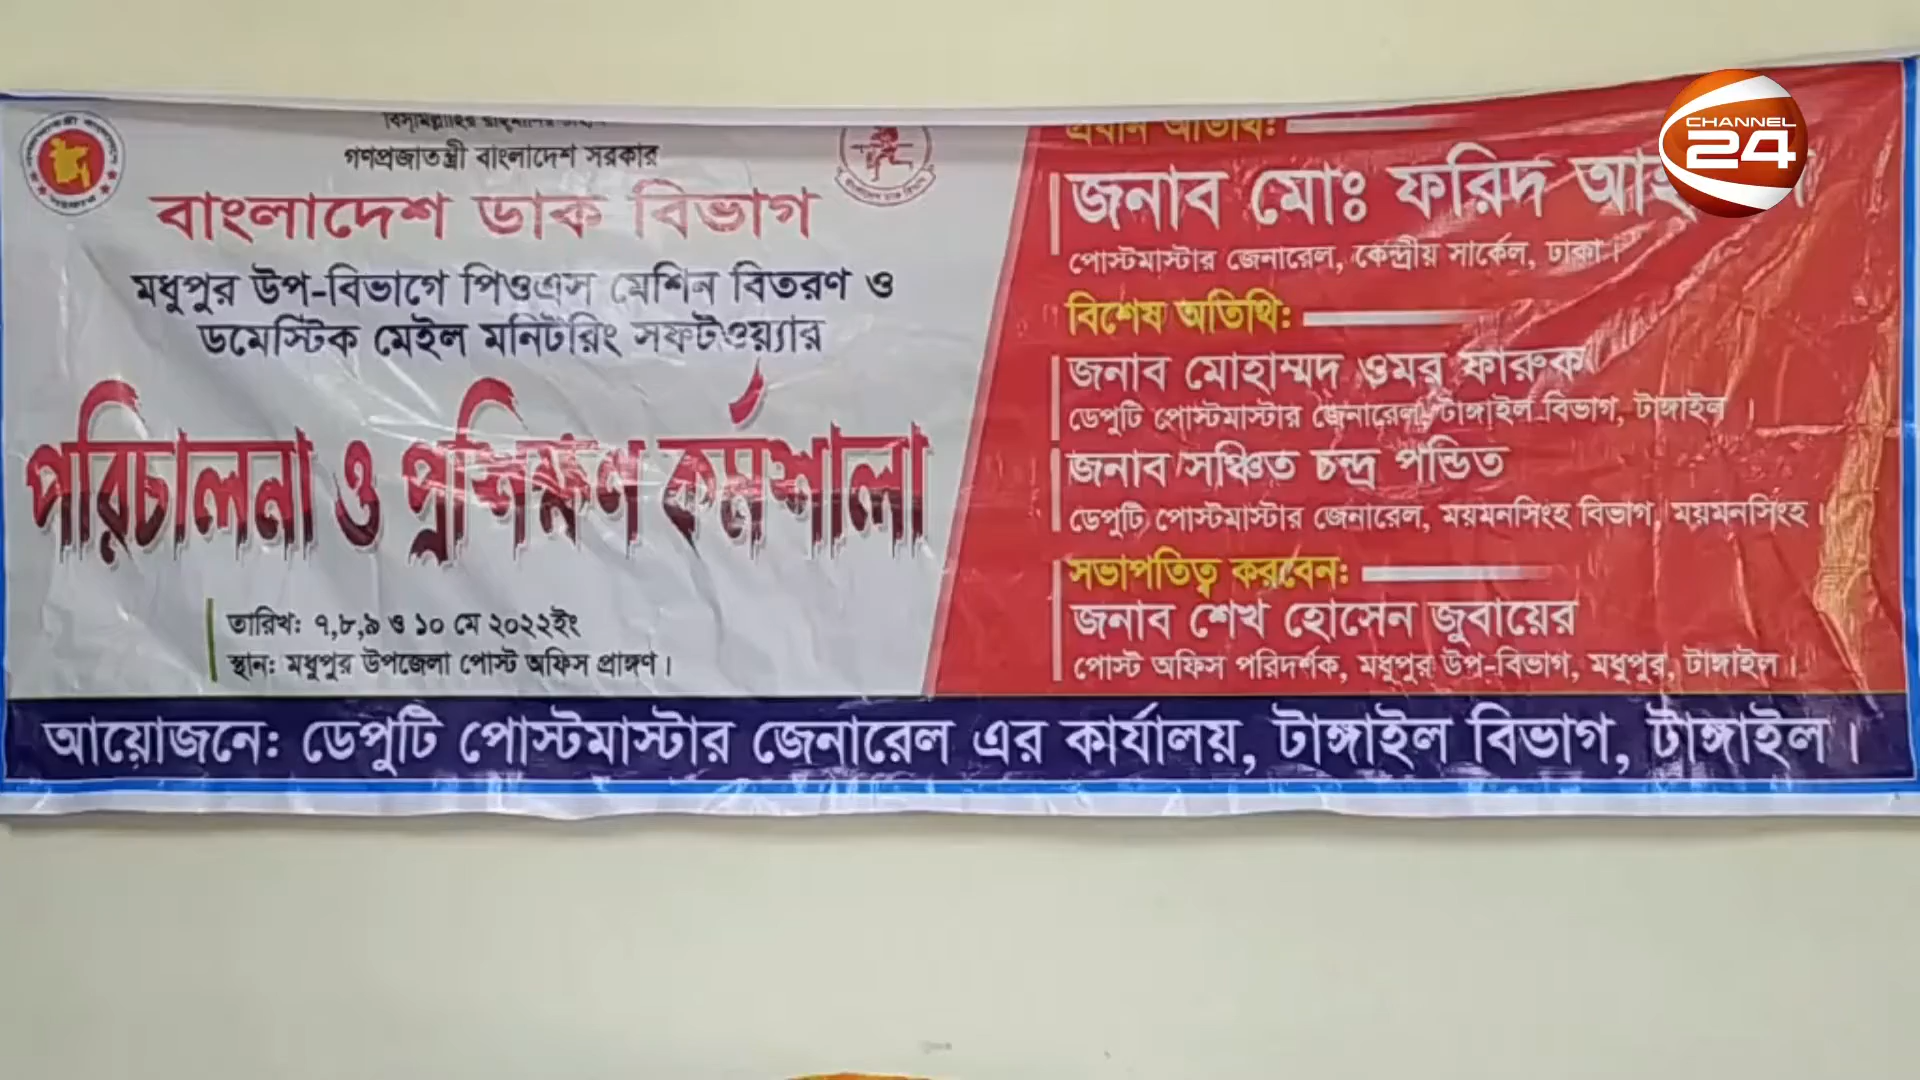 গণপ্রজাতন্ত্রী বাংলাদেশ সরকার
বাংলাদেশ ডাক বিভাগ
মধুপুর উপ-বিভাগে পিওএস মেশিন বিতরণ ও
ডমেস্টিক মেইল মনিটরিং সফটওয়্যার
পরিচালনা ও প্রশিক্ষণ কর্মশালা
তারিখ: ৭,৮,৯ ও ১০ মে ২০২২ইং
স্থান: মধুপুর উপজেলা পোস্ট অফিস প্রাঙ্গণ।
প্রধান অতিথি:
জনাব মোঃ ফরিদ
পোস্টমাস্টার জেনারেল, কেন্দ্রীয় সার্কেল, ঢাকা।
বিশেষ অতিথি:
জনাব মোহাম্মদ ওমর ফারুক
ডেপুটি পোস্টমাস্টার জেনারেল, টাঙ্গাইল বিভাগ, টাঙ্গাইল ।
জনাব সঞ্চিত চন্দ্র পন্ডিত
ডেপুটি পোস্টমাস্টার জেনারেল, ময়মনসিংহ বিভাগ, ময়মনসিংহ ।
সভাপতিত্ব করবেন:
জনাব শেখ হোসেন জুবায়ের
পোস্ট অফিস পরিদর্শক, মধুপুর উপ-বিভাগ, মধুপুর, টাঙ্গাইল ।
আয়োজনে: ডেপুটি পোস্টমাস্টার জেনারেল এর কার্যালয়, টাঙ্গাইল বিভাগ, টাঙ্গাইল ।
CHANNEL
24